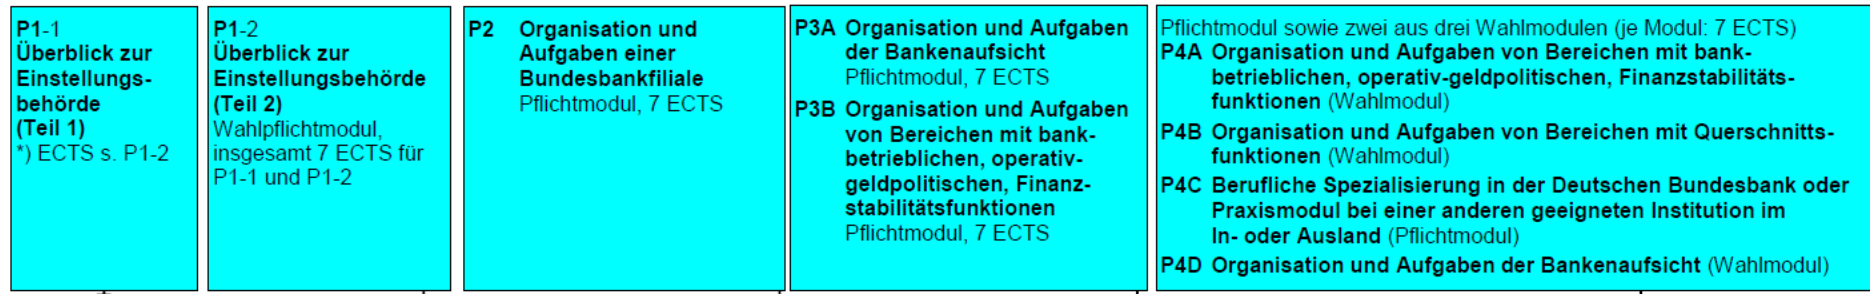 P1-1
Überblick zur
Einstellungs-
behörde
(Teil 1)
*) ECTS s. P1-2
P1-2
Überblick zur
Einstellungsbehörde
(Teil 2)
Wahlpflichtmodul,
insgesamt 7 ECTS für
P1-1 und P1-2
P2 Organisation und
Aufgaben einer
Bundesbankfiliale
Pflichtmodul, 7 ECTS
P3A Organisation und Aufgaben
der Bankenaufsicht
Pflichtmodul, 7 ECTS
P3B Organisation und Aufgaben
von Bereichen mit bank-
betrieblichen, operativ-
geldpolitischen, Finanz-
stabilitätsfunktionen
Pflichtmodul, 7 ECTS
Pflichtmodul sowie zwei aus drei Wahlmodulen (je Modul: 7 ECTS)
P4A Organisation und Aufgaben von Bereichen mit bank-
betrieblichen, operativ-geldpolitischen, Finanzstabilitäts-
funktionen (Wahlmodul)
P4B Organisation und Aufgaben von Bereichen mit Querschnitts-
funktionen (Wahlmodul)
P4C Berufliche Spezialisierung in der Deutschen Bundesbank oder
Praxismodul bei einer anderen geeigneten Institution im
In- oder Ausland (Pflichtmodul)
P4D Organisation und Aufgaben der Bankenaufsicht (Wahlmodul)